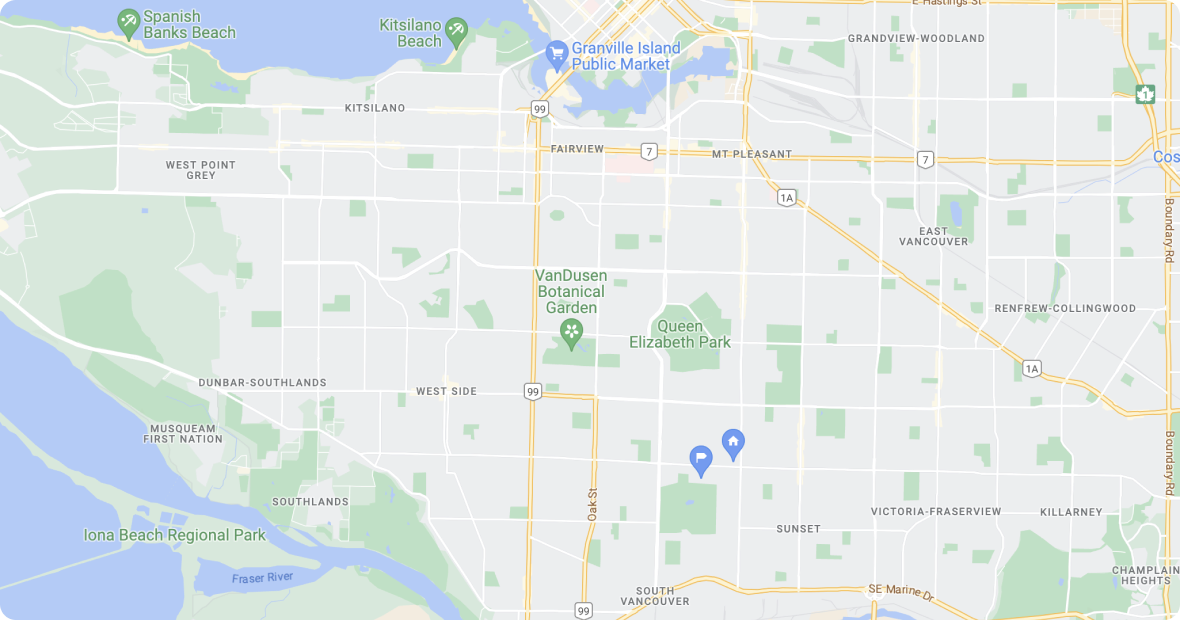 E Hastings St
Spanish
Banks Beach
Kitsilano
Beach
GRANDVIEW-WOODLAND
Granville Island
Public Market
1
KITSILANO
99
FAIRVIEW
7
MT PLEASANT
7
Cos
WEST POINT
GREY
1A
Boundary Rd
EAST
VANCOUVER
VanDusen
Botanical
Garden
RENFREW-COLLINGWOOD
Queen
Elizabeth Park
1A
DUNBAR-SOUTHLANDS
WEST SIDE
99
MUSQUEAM
FIRST NATION
Boundary Rd
SOUTHLANDS
Oak St
VICTORIA-FRASERVIEW
KILLARNEY
Iona Beach Regional Park
SUNSET
Fraser River
CHAMPLAIN
HEIGHTS
SE Marine Dr
SOUTH
VANCOUVER
99